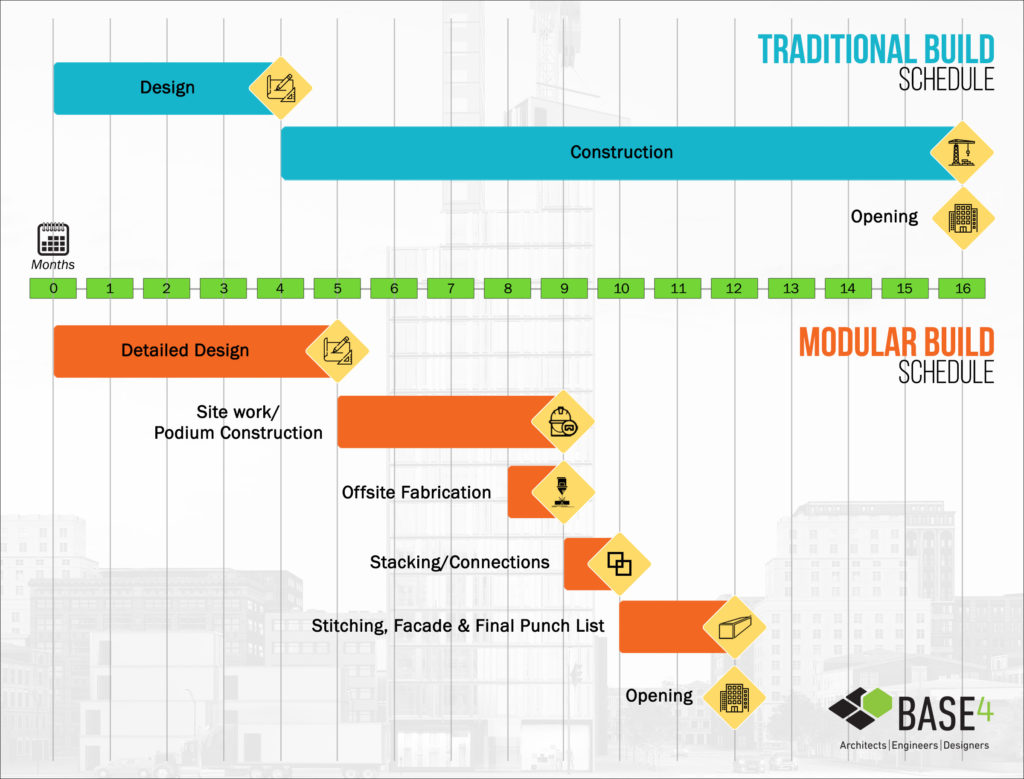 TRADITIONAL BUILD
SCHEDULE
Design
Construction
Opening
Months
0 1 2 3 4 5 6 7 8 9 10 11 12 13 14 15 16
MODULAR BUILD
SCHEDULE
Detailed Design
Site work/
Podium Construction
Offsite Fabrication
Stacking/Connections
Stitching, Facade & Final Punch List
Opening
BASE4
Architects|Engineers|Designers